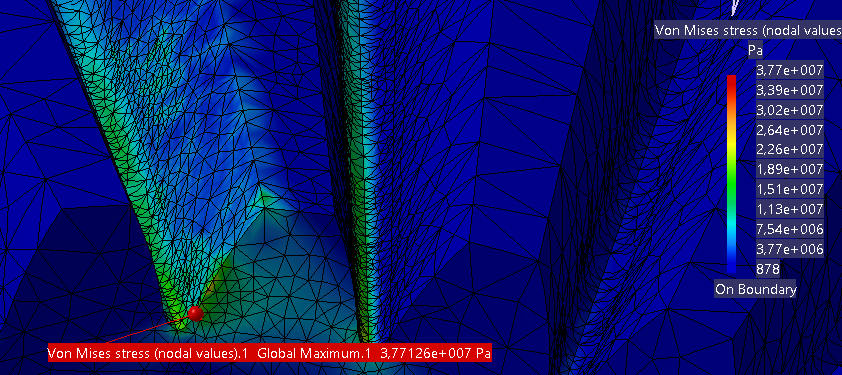 Von Mises stress (nodal values
Pa
3,77e+007
3,39e+007
3,02e+007
2,64e+007
2,26e+007
1,89e+007
1,51e+007
1,13e+007
7,54e+006
3,77e+006
878
On Boundary
Von Mises stress (nodal values).1 Global Maximum.1 3,77126e+007 Pa